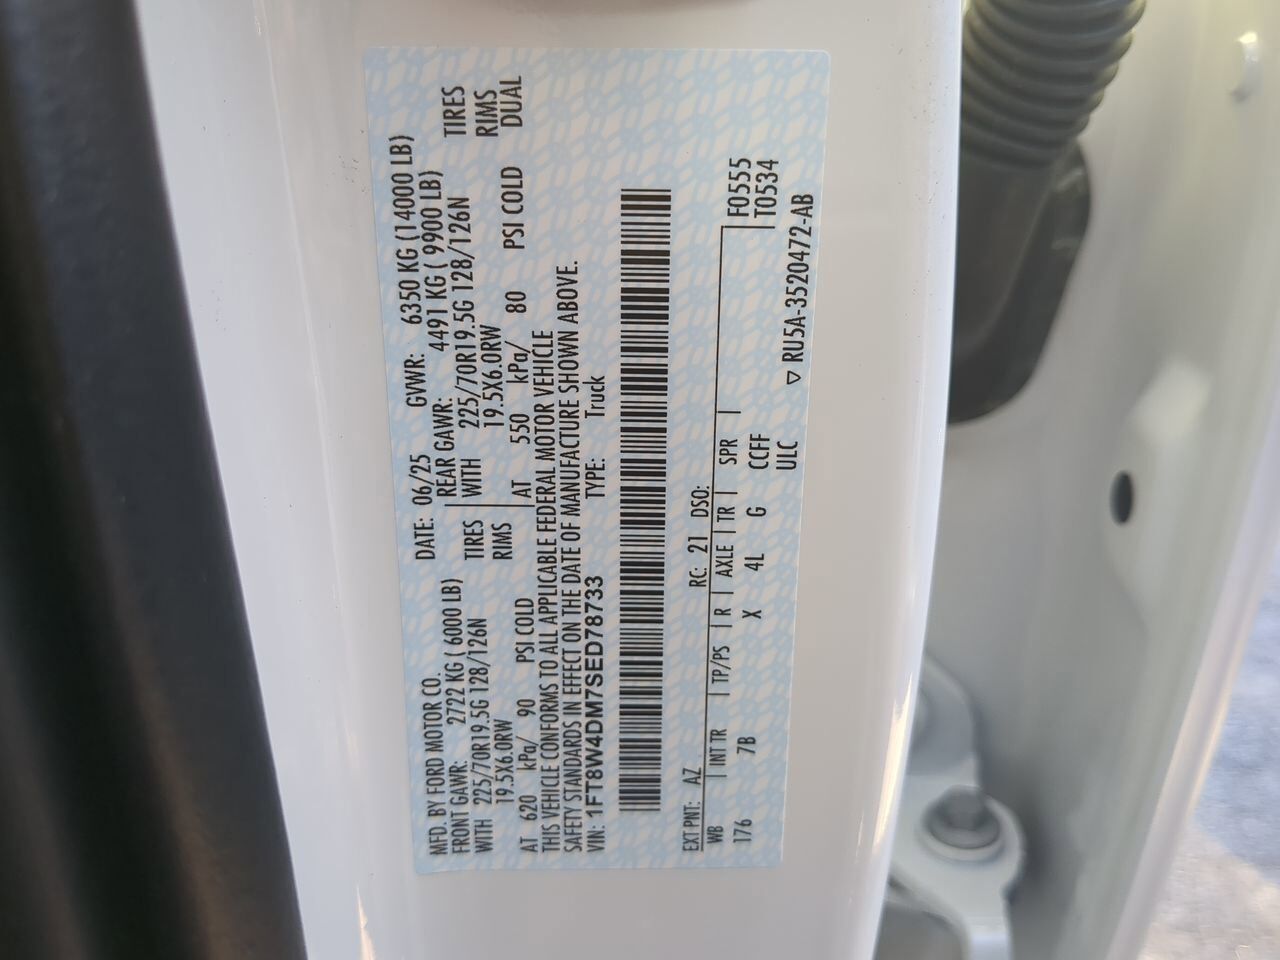 MFD. BY FORD MOTOR CO.
DATE: 06/25 GVWR: 6350 KG (14000 LB)
FRONT GAWR: 2722 KG ( 6000 LB)
REAR GAWR: 4491 KG ( 9900 LB)
WITH 225/70R19.5G 128/126N TIRES
WITH 225/70R19.5G 128/126N TIRES
19.5X6.0RW RIMS
19.5X6.0RW RIMS
AT 620 kPa/ 90 PSI COLD
AT 550 kPa/ 80 PSI COLD DUAL
THIS VEHICLE CONFORMS TO ALL APPLICABLE FEDERAL MOTOR VEHICLE
SAFETY STANDARDS IN EFFECT ON THE DATE OF MANUFACTURE SHOWN ABOVE.
VIN: 1FT8W4DM7SED78733 TYPE: Truck
EXT PNT: AZ RC: 21 DSO: F0555
WB INT TR TP/PS R AXLE TR SPR T0534
176 7B X 4L G CCFF
ULC ▽ RU5A-3520472-AB